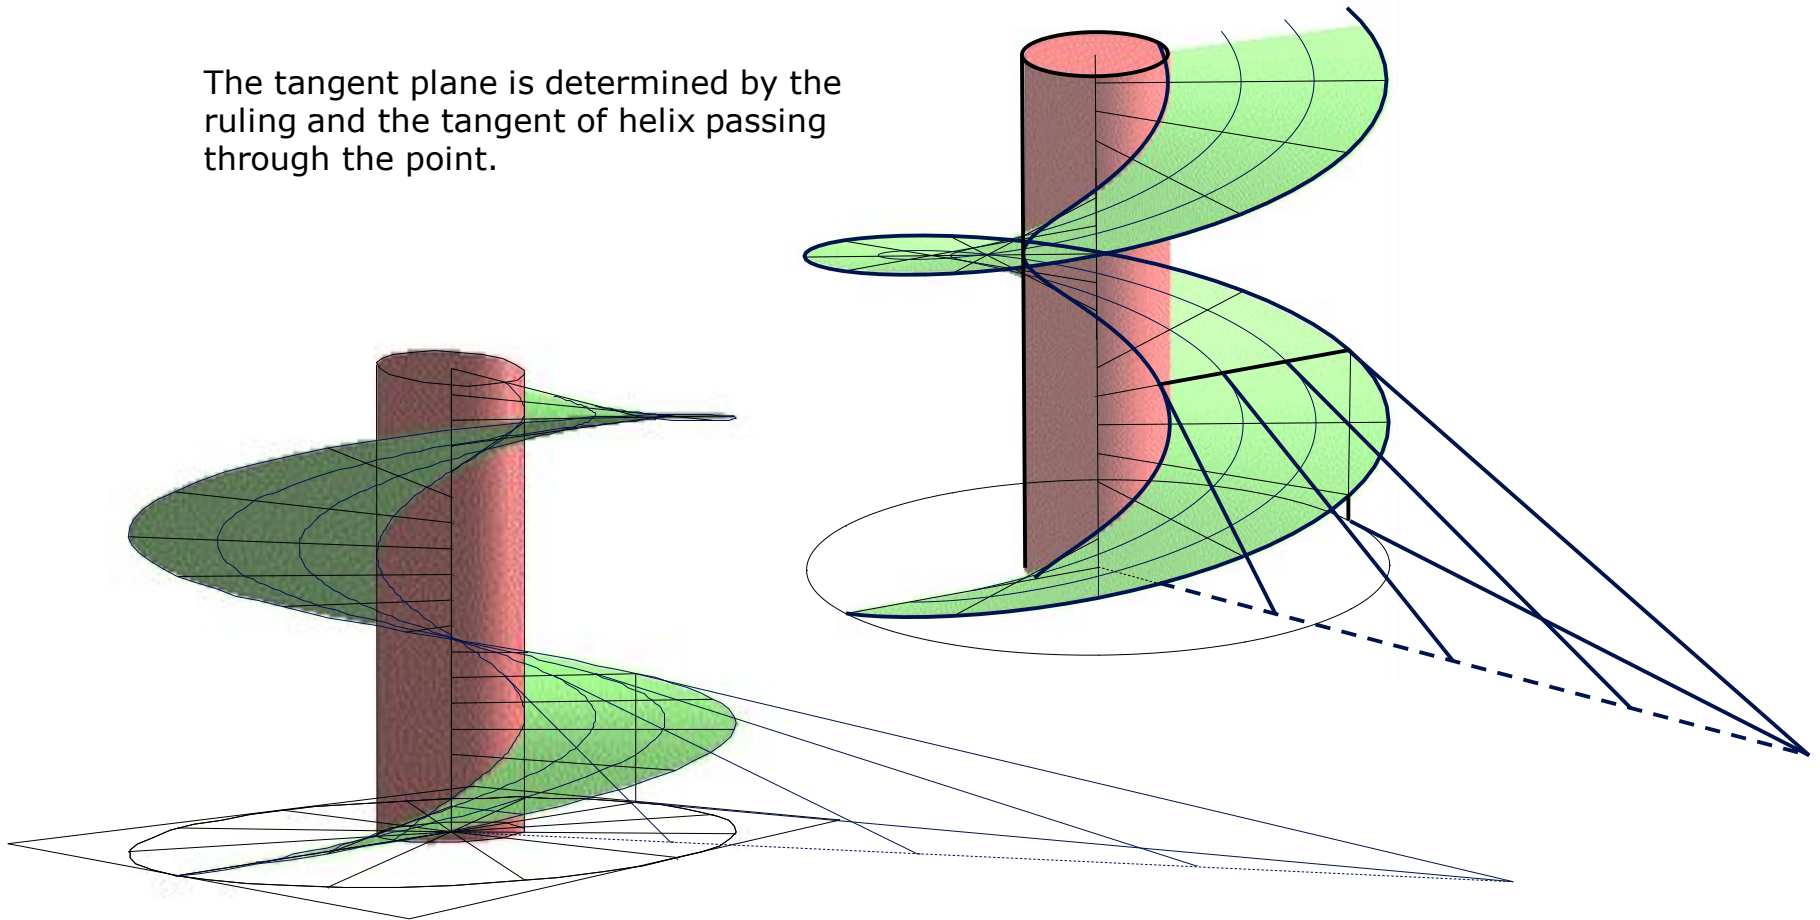 The tangent plane is determined by the
ruling and the tangent of helix passing
through the point.